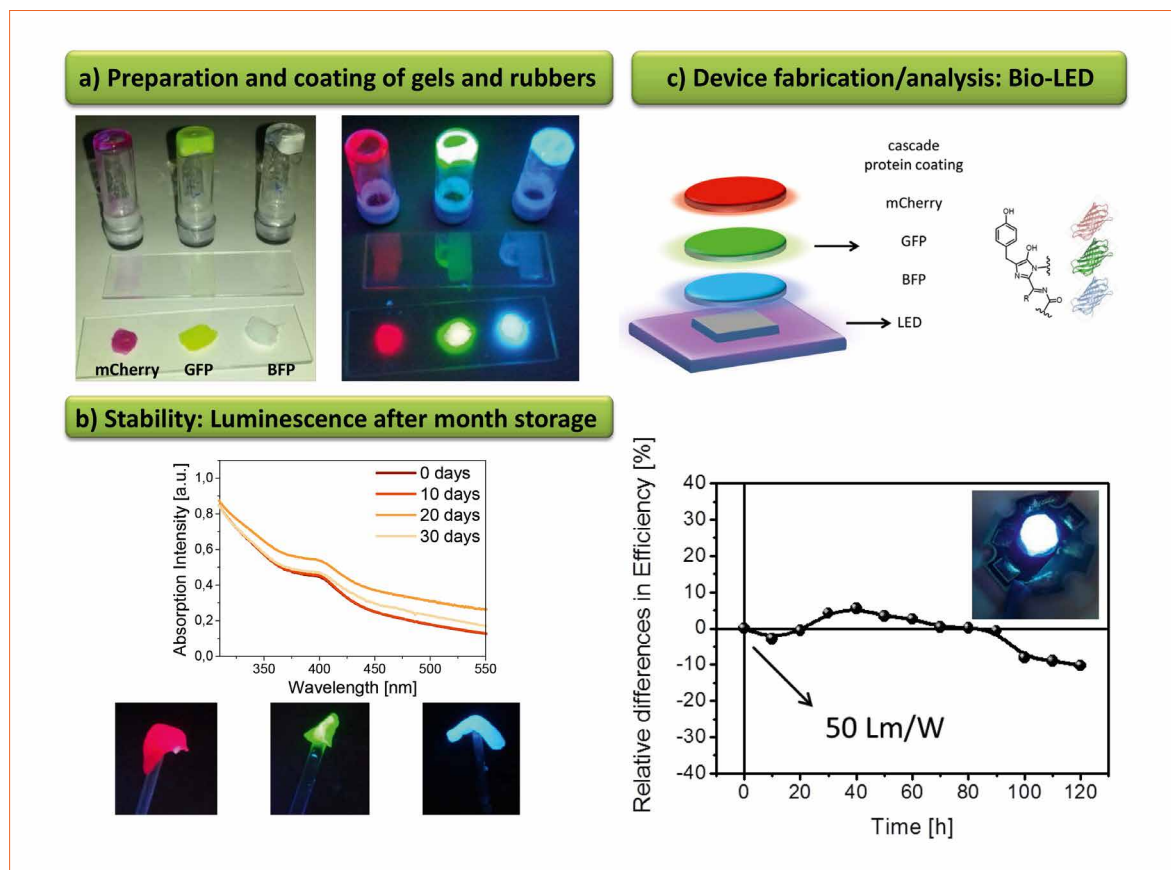 a) Preparation and coating of gels and rubbers
mCherry GFP BFP
b) Stability: Luminescence after month storage
Absorption Intensity [a.u.]
1,0
0,8
0,6
0,4
0,2
0,0
350 400 450 500 550
Wavelength [nm]
0 days
10 days
20 days
30 days
c) Device fabrication/analysis: Bio-LED
cascade
protein coating
mCherry
GFP
BFP
LED
OH
OH
N
N
R
N
O
Relative differences in Efficiency [%]
40
30
20
10
0
-10
-20
-30
-40
50 Lm/W
0 20 40 60 80 100 120
Time [h]